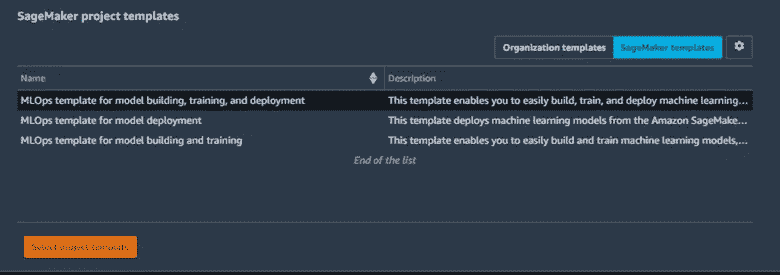 SageMaker project templates
Organization templates SageMaker templates
Name Description
MLOps template for model building, training, and deployment This template enables you to easily build, train, and deploy machine learning...
MLOps template for model deployment This template deploys machine learning models from the Amazon SageMake...
MLOps template for model building and training This template enables you to easily build and train machine learning models,...
End of the list
Select project template